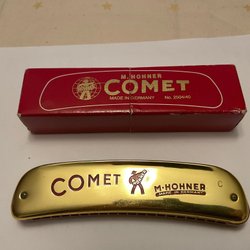 M. HOHNER
COMET
MADE IN GERMANY No. 2504/40
COMET
M·HOHNER
MADE IN GERMANY
C